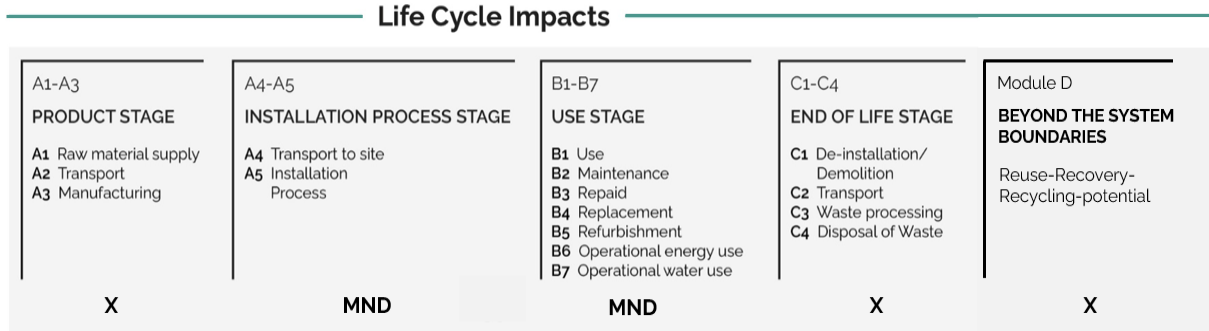 Life Cycle Impacts
A1-A3
PRODUCT STAGE
A1 Raw material supply
A2 Transport
A3 Manufacturing
X
A4-A5
INSTALLATION PROCESS STAGE
A4 Transport to site
A5 Installation
Process
MND
B1-B7
USE STAGE
B1 Use
B2 Maintenance
B3 Repaid
B4 Replacement
B5 Refurbishment
B6 Operational energy use
B7 Operational water use
MND
C1-C4
END OF LIFE STAGE
C1 De-installation/
Demolition
C2 Transport
C3 Waste processing
C4 Disposal of Waste
X
Module D
BEYOND THE SYSTEM
BOUNDARIES
Reuse-Recovery-
Recycling-potential
X